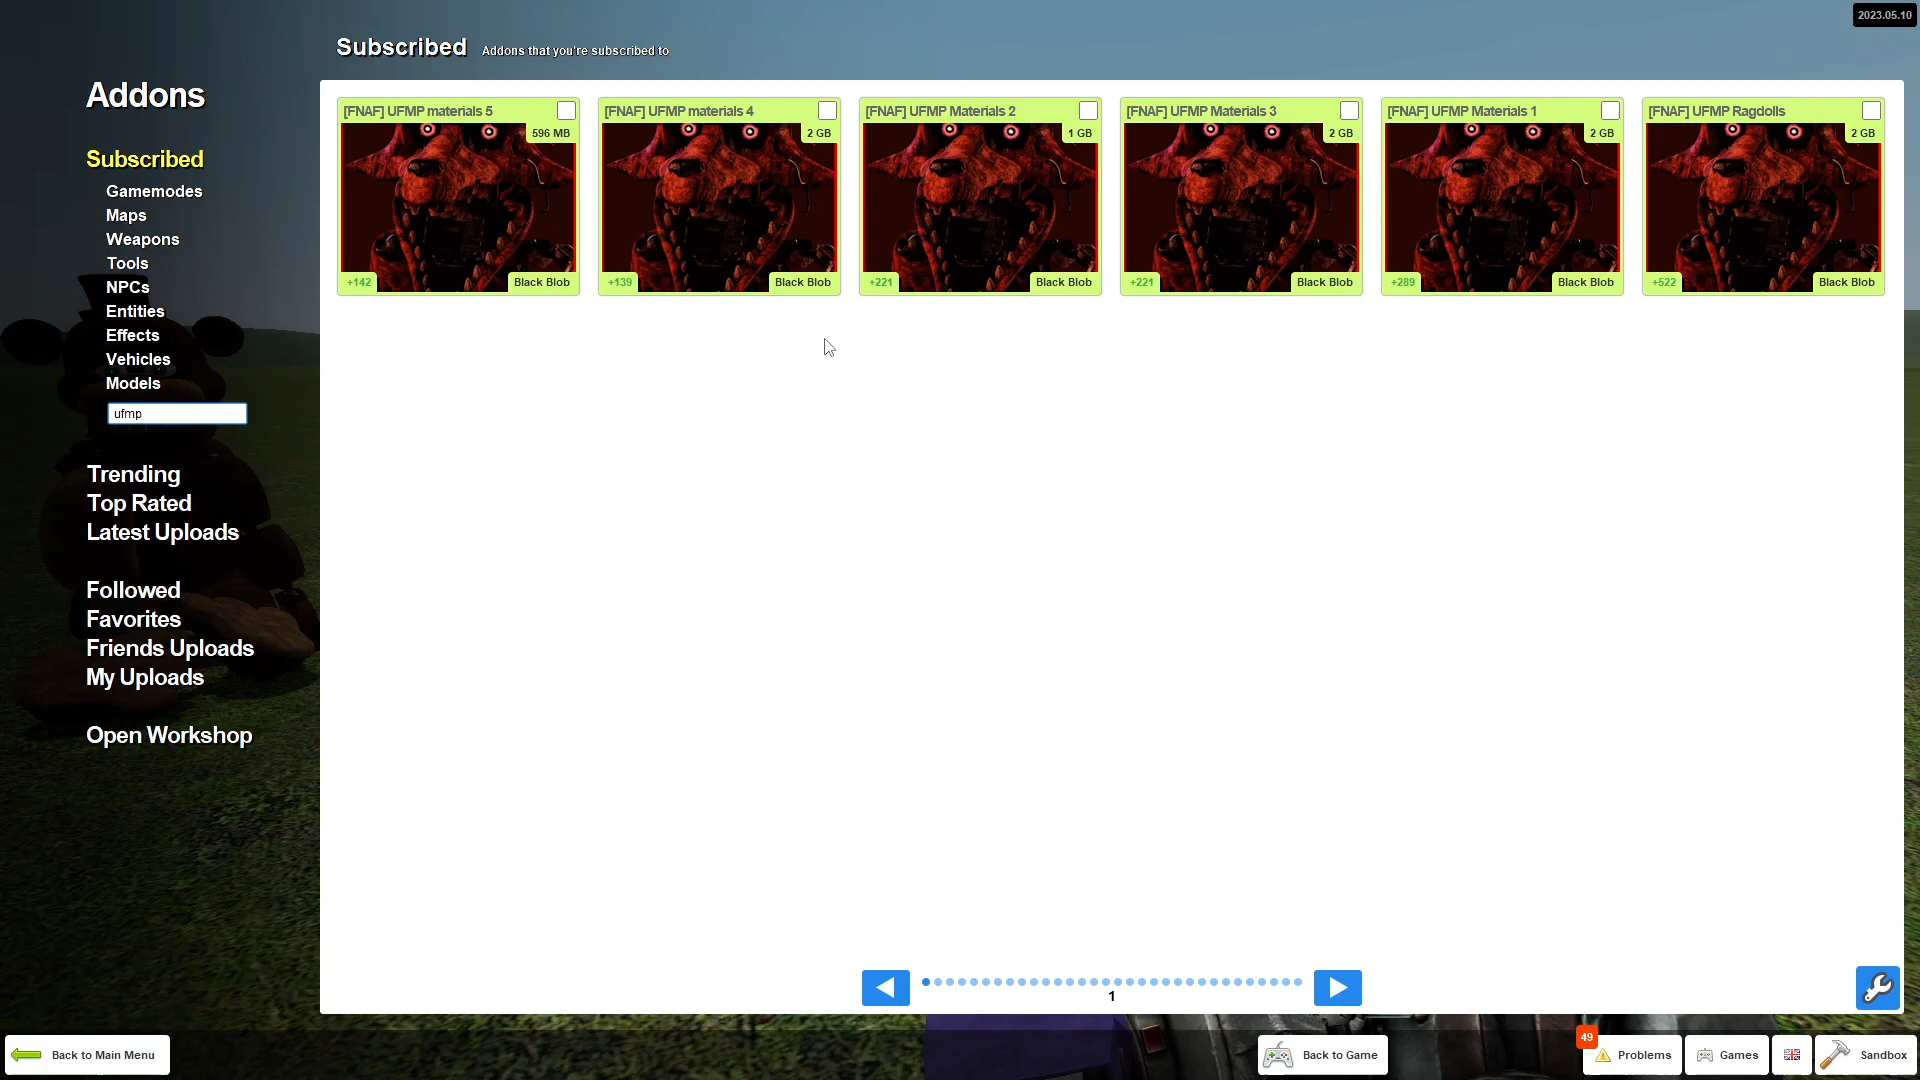 2023.05.10
Subscribed Addons that you're subscribed to
Addons
Subscribed
Gamemodes
Maps
Weapons
Tools
NPCs
Entities
Effects
Vehicles
Models
ufmp
Trending
Top Rated
Latest Uploads
Followed
Favorites
Friends Uploads
My Uploads
Open Workshop
[FNAF] UFMP materials 5
596 MB
+142 Black Blob
[FNAF] UFMP materials 4
2 GB
+139 Black Blob
[FNAF] UFMP Materials 2
1 GB
+221 Black Blob
[FNAF] UFMP Materials 3
2 GB
+221 Black Blob
[FNAF] UFMP Materials 1
2 GB
+289 Black Blob
[FNAF] UFMP Ragdolls
2 GB
+522 Black Blob
1
Back to Main Menu
Back to Game
49
Problems
Games
Sandbox